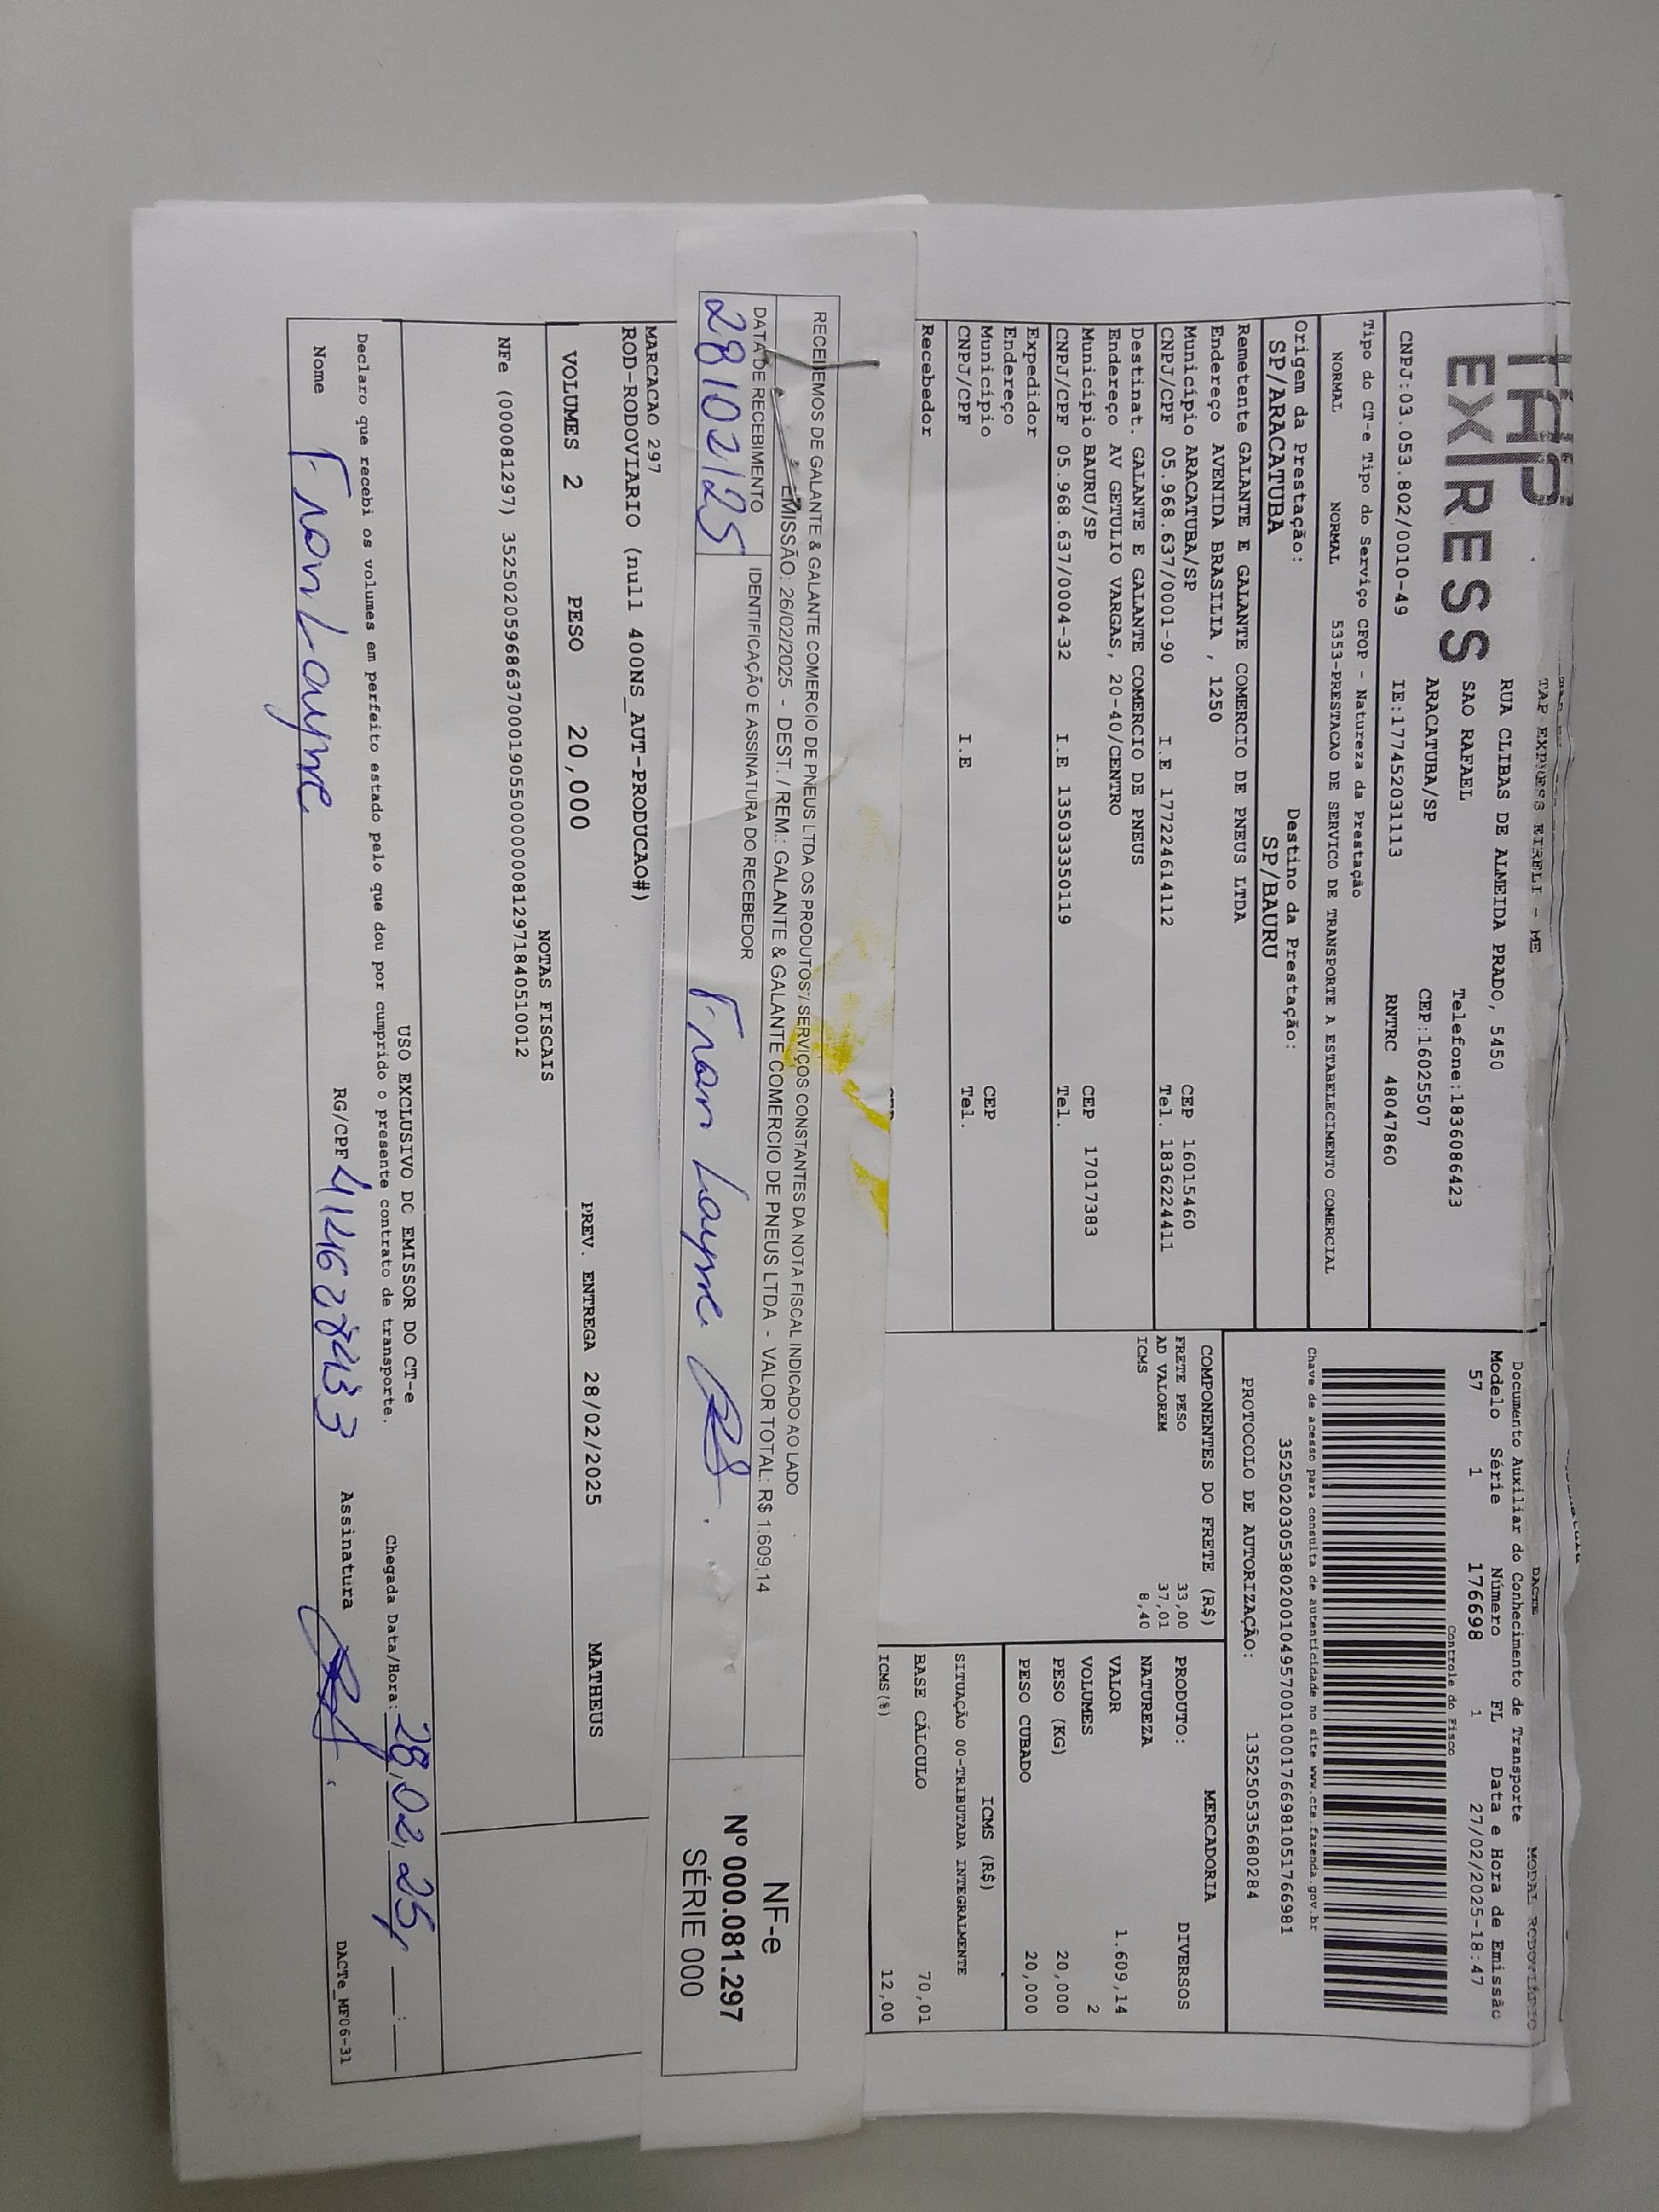 TAP EXPRESS EIRELI - ME
TAP
EXPRESS
RUA CLIBAS DE ALMEIDA PRADO, 5450
SAO RAFAEL Telefone:1836086423
ARACATUBA/SP CEP:16025507
CNPJ:03.053.802/0010-49 IE:177452031113 RNTRC 48047860
Tipo do CT-e Tipo do Serviço CFOP - Natureza da Prestação
NORMAL NORMAL 5353-PRESTACAO DE SERVICO DE TRANSPORTE A ESTABELECIMENTO COMERCIAL
Origem da Prestação: Destino da Prestação:
SP/ARACATUBA SP/BAURU
DACTE MODAL RODOVIÁRIO
Documento Auxiliar do Conhecimento de Transporte
Modelo Série Número FL Data e Hora de Emissão
57 1 176698 1 27/02/2025-18:47
Controle do Fisco
Chave de acesso para consulta de autenticidade no site www.cte.fazenda.gov.br
35250203053802001049570010001766981051766981
PROTOCOLO DE AUTORIZAÇÃO: 135250535680284
Remetente GALANTE E GALANTE COMERCIO DE PNEUS LTDA
Endereço AVENIDA BRASILIA , 1250
Município ARACATUBA/SP CEP 16015460
CNPJ/CPF 05.968.637/0001-90 I.E 177224614112 Tel. 1836224411
Destinat. GALANTE E GALANTE COMERCIO DE PNEUS
Endereço AV GETULIO VARGAS, 20-40/CENTRO
Município BAURU/SP CEP 17017383
CNPJ/CPF 05.968.637/0004-32 I.E 135033350119 Tel.
Expedidor
Endereço
Município CEP
CNPJ/CPF I.E Tel.
Recebedor
COMPONENTES DO FRETE (R$)
FRETE PESO 33,00
AD VALOREM 37,01
ICMS 8,40
MERCADORIA
PRODUTO: DIVERSOS
NATUREZA
VALOR 1.609,14
VOLUMES 2
PESO (KG) 20,000
PESO CUBADO 20,000
ICMS (R$)
SITUAÇÃO 00-TRIBUTADA INTEGRALMENTE
BASE CÁLCULO 70,01
ICMS(%) 12,00
RECEBEMOS DE GALANTE & GALANTE COMERCIO DE PNEUS LTDA OS PRODUTOS / SERVIÇOS CONSTANTES DA NOTA FISCAL INDICADO AO LADO
EMISSÃO: 26/02/2025 - DEST. / REM.: GALANTE & GALANTE COMERCIO DE PNEUS LTDA - VALOR TOTAL: R$ 1.609,14
DATA DE RECEBIMENTO IDENTIFICAÇÃO E ASSINATURA DO RECEBEDOR
28/02/25 Fran Layne
NF-e
Nº 000.081.297
SÉRIE 000
MARCACAO 297
ROD-RODOVIARIO (null 400NS_AUT-PRODUCAO#)
VOLUMES 2 PESO 20,000 PREV. ENTREGA 28/02/2025 MATHEUS
NOTAS FISCAIS
NFe (000081297) 35250205968637000190550000000812971840510012
USO EXCLUSIVO DO EMISSOR DO CT-e
Declaro que recebi os volumes em perfeito estado pelo que dou por cumprido o presente contrato de transporte. Chegada Data/Hora: 28,02,25, __:__
Nome Fran Layne RG/CPF Assinatura
DACTe_MF06-31